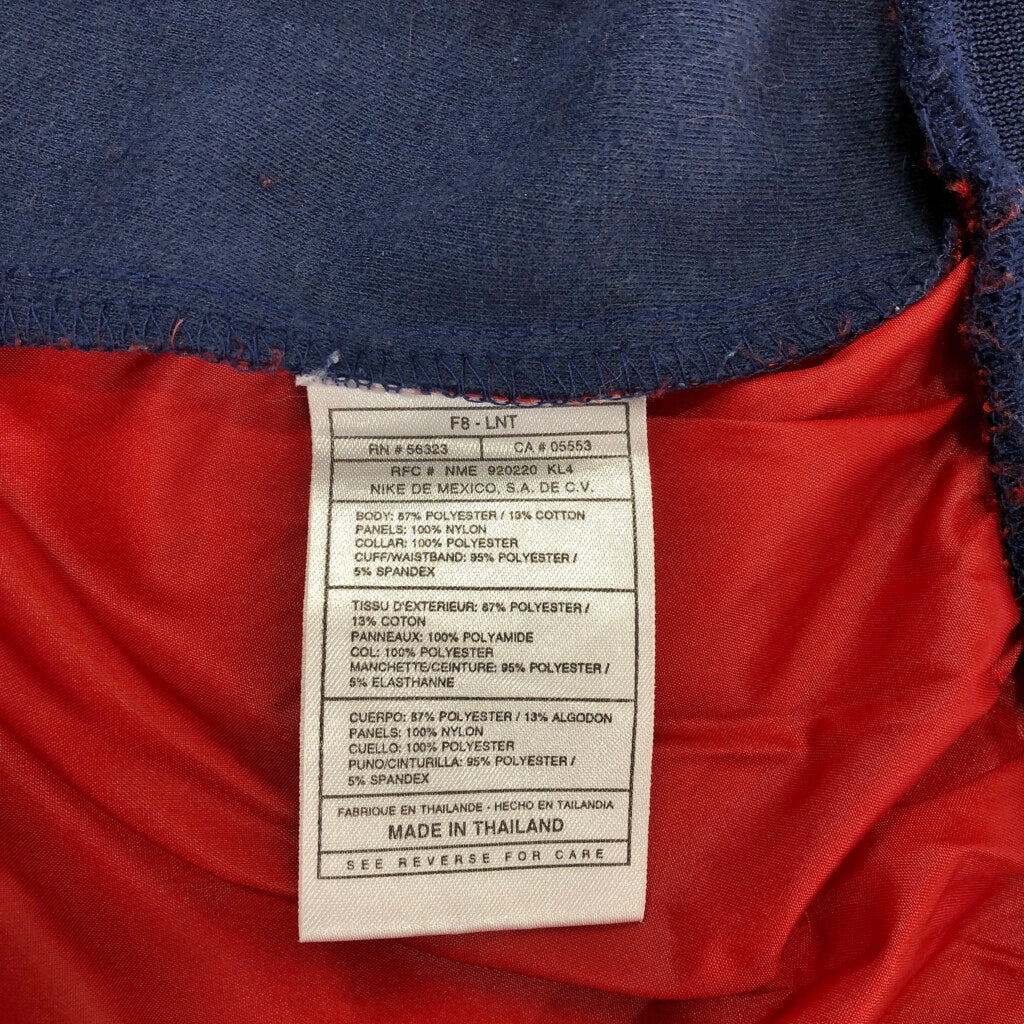 F8 - LNT
RN # 56323 CA # 05553
RFC # NME 920220 KL4
NIKE DE MEXICO, S.A. DE C.V.
BODY: 87% POLYESTER / 13% COTTON
PANELS: 100% NYLON
COLLAR: 100% POLYESTER
CUFF/WAISTBAND: 95% POLYESTER /
5% SPANDEX
TISSU D'EXTERIEUR: 87% POLYESTER /
13% COTON
PANNEAUX: 100% POLYAMIDE
COL: 100% POLYESTER
MANCHETTE/CEINTURE: 95% POLYESTER /
5% ELASTHANNE
CUERPO: 87% POLYESTER / 13% ALGODON
PANELS: 100% NYLON
CUELLO: 100% POLYESTER
PUNO/CINTURILLA: 95% POLYESTER /
5% SPANDEX
FABRIQUE EN THAILANDE - HECHO EN TAILANDIA
MADE IN THAILAND
SEE REVERSE FOR CARE